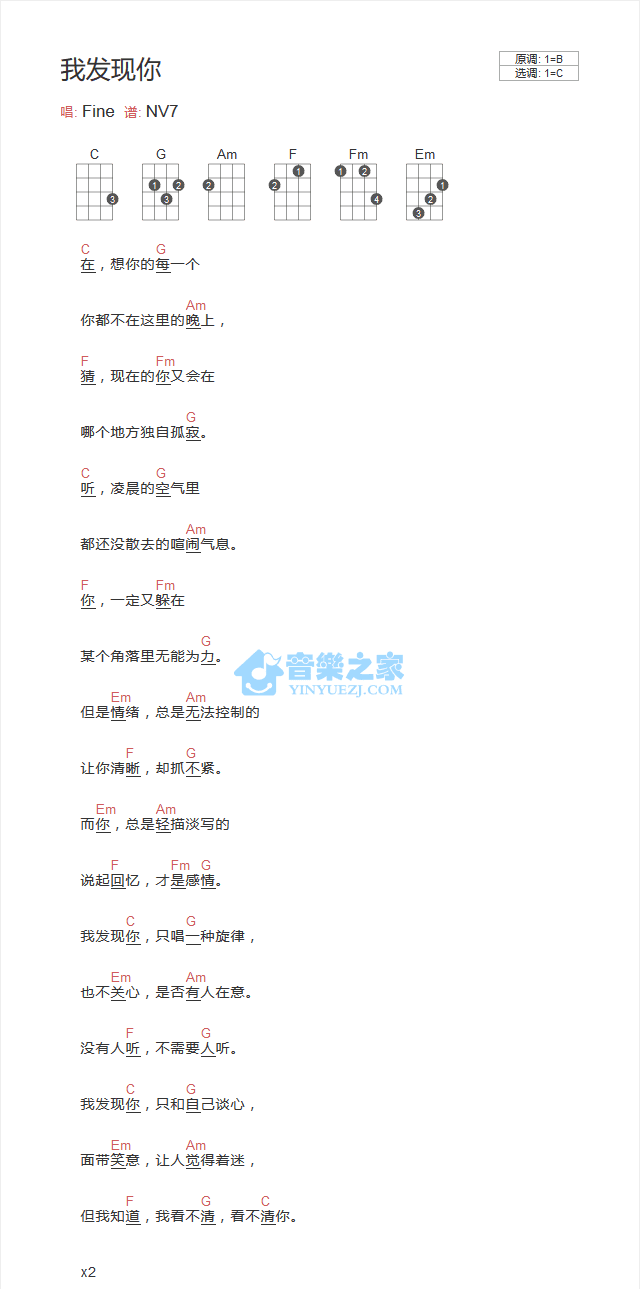 我发现你
原调: 1=B
选调: 1=C
唱: Fine 谱: NV7
C G Am F Fm Em
3 1 2 3 2 1 2 1 2 4 1 2 3
C G
在，想你的每一个
Am
你都不在这里的晚上，
F Fm
猜，现在的你又会在
G
哪个地方独自孤寂。
C G
听，凌晨的空气里
Am
都还没散去的喧闹气息。
F Fm
你，一定又躲在
G
某个角落里无能为力。
音樂之家
YINYUEZJ.COM
Em Am
但是情绪，总是无法控制的
F G
让你清晰，却抓不紧。
Em Am
而你，总是轻描淡写的
F Fm G
说起回忆，才是感情。
C G
我发现你，只唱一种旋律，
Em Am
也不关心，是否有人在意。
F G
没有人听，不需要人听。
C G
我发现你，只和自己谈心，
Em Am
面带笑意，让人觉得着迷，
F G C
但我知道，我看不清，看不清你。
x2